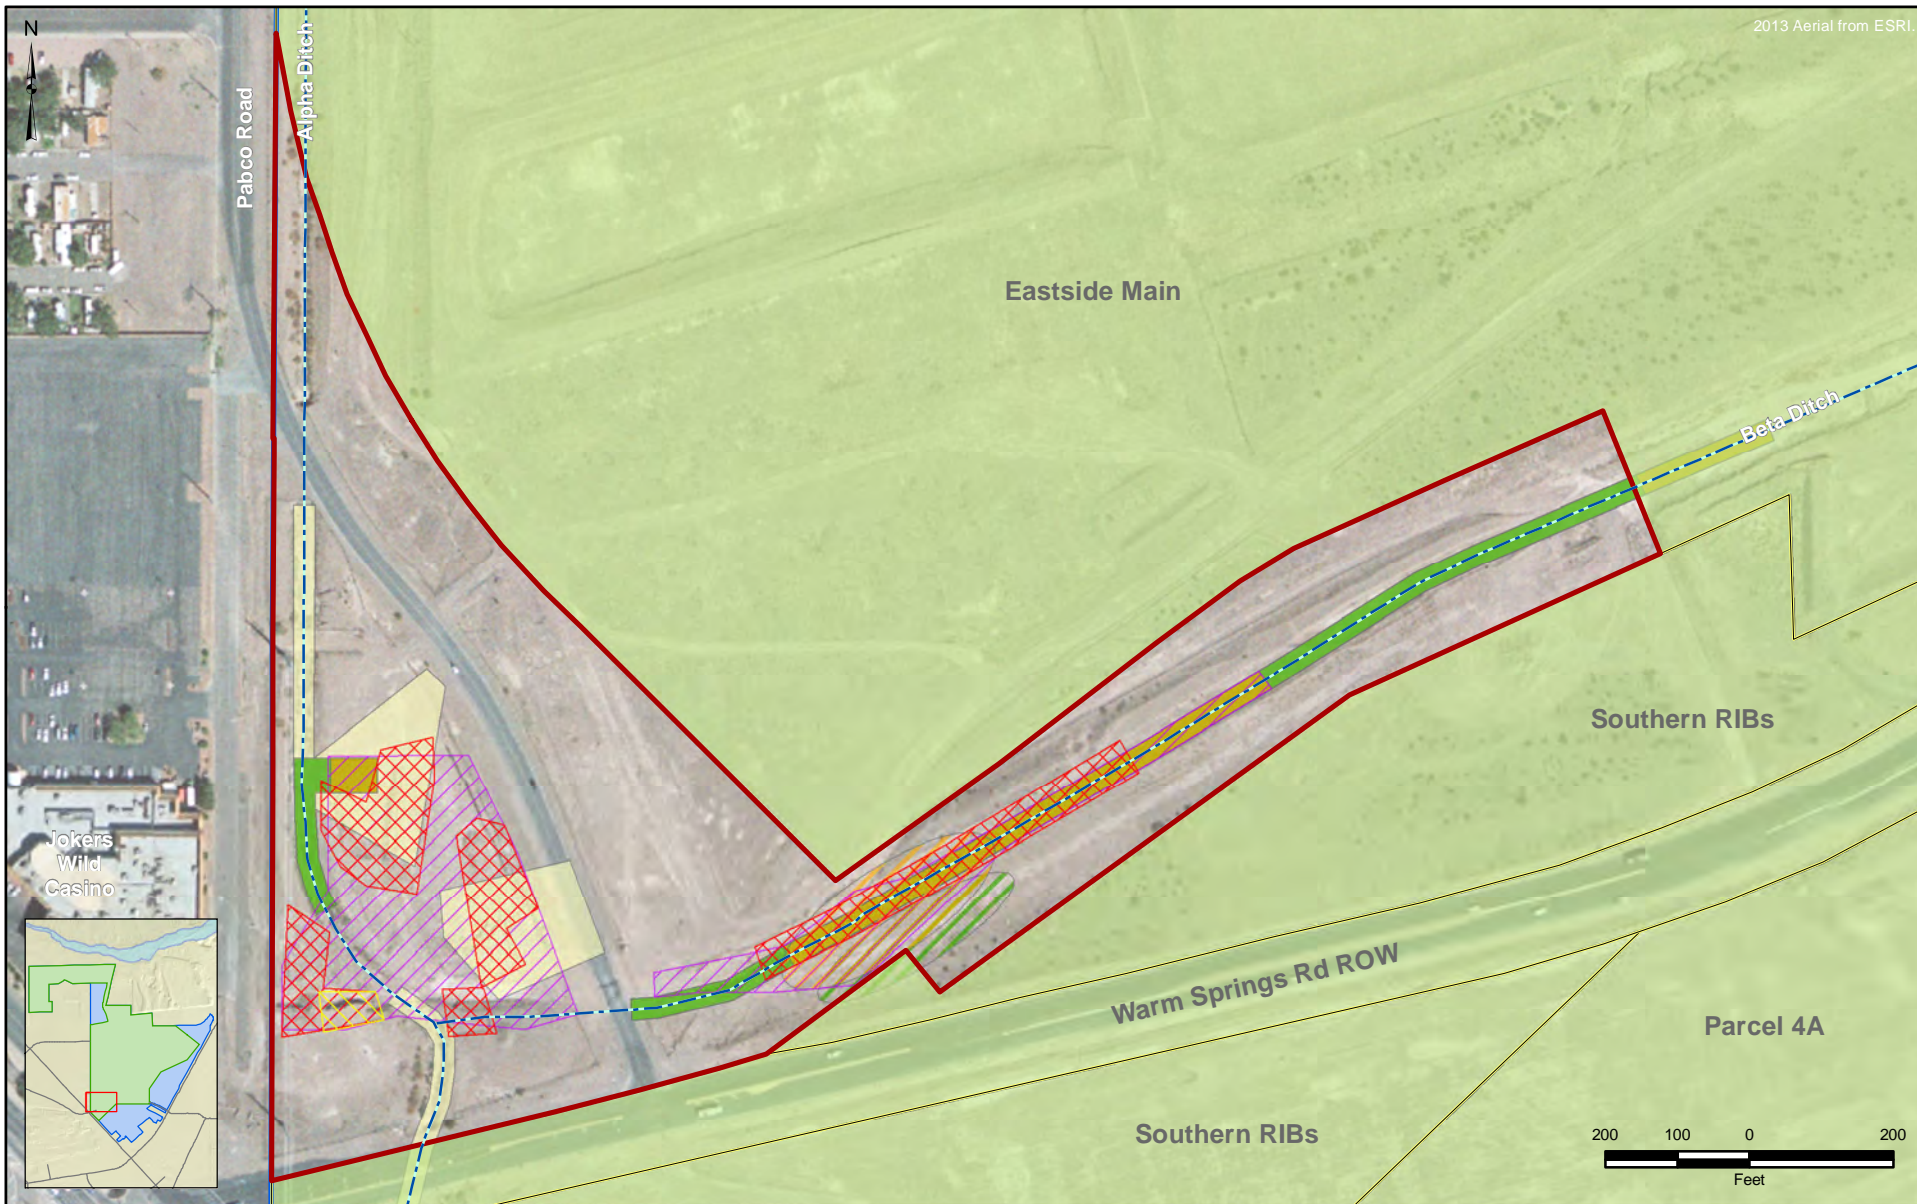 2013 Aerial from ESRI.
N
Pabco Road
Alpha Ditch
Eastside Main
Beta Ditch
Southern RIBs
Jokers
Wild
Casino
Warm Springs Rd ROW
Parcel 4A
Southern RIBs
200 100 0 200
Feet